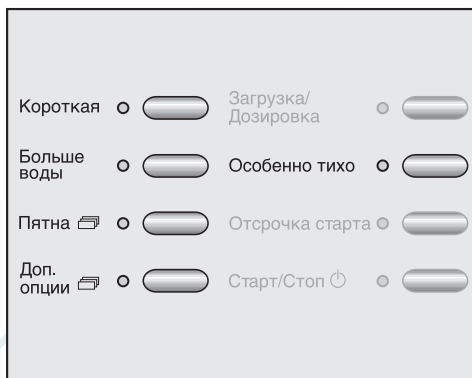 Короткая
Загрузка/
Дозировка
Больше
воды
Особенно тихо
Пятна
Отсрочка старта
Доп.
опции
Старт/Стоп